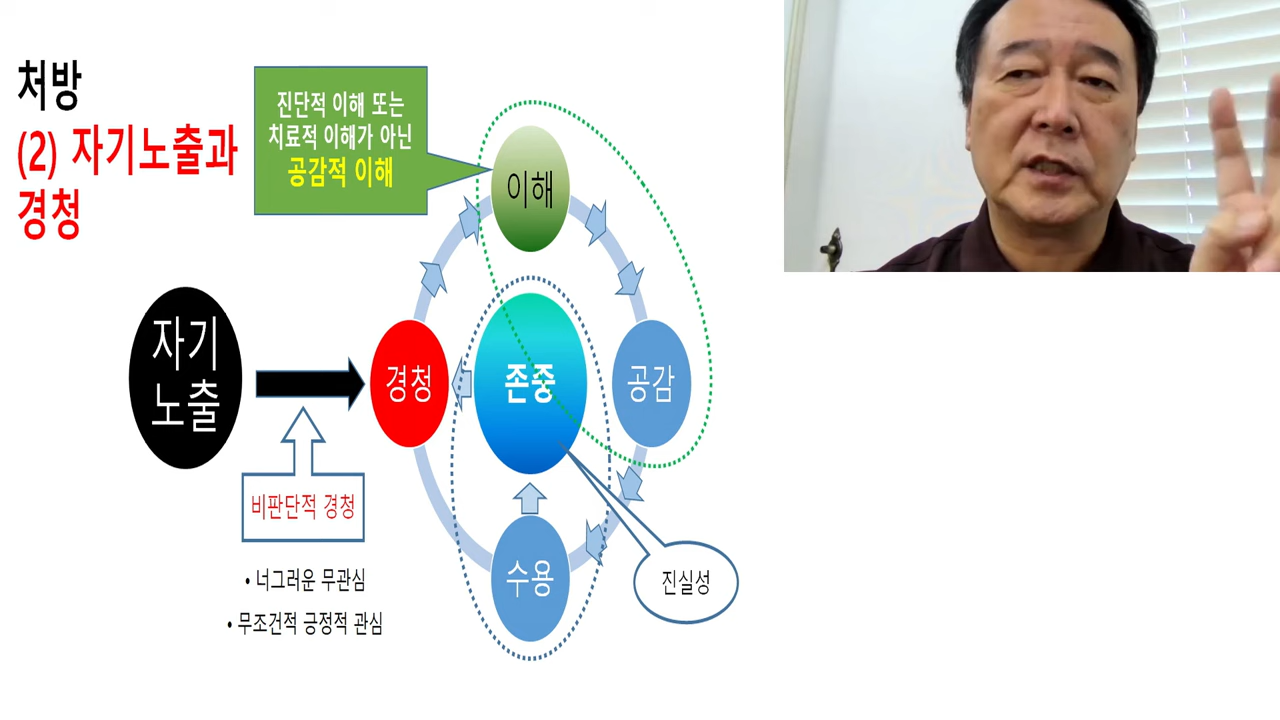 처방
(2) 자기노출과
경청
진단적 이해 또는
치료적 이해가 아닌
공감적 이해
이해
자기
노출
경청
존중
공감
비판단적 경청
• 너그러운 무관심
• 무조건적 긍정적 관심
수용
진실성